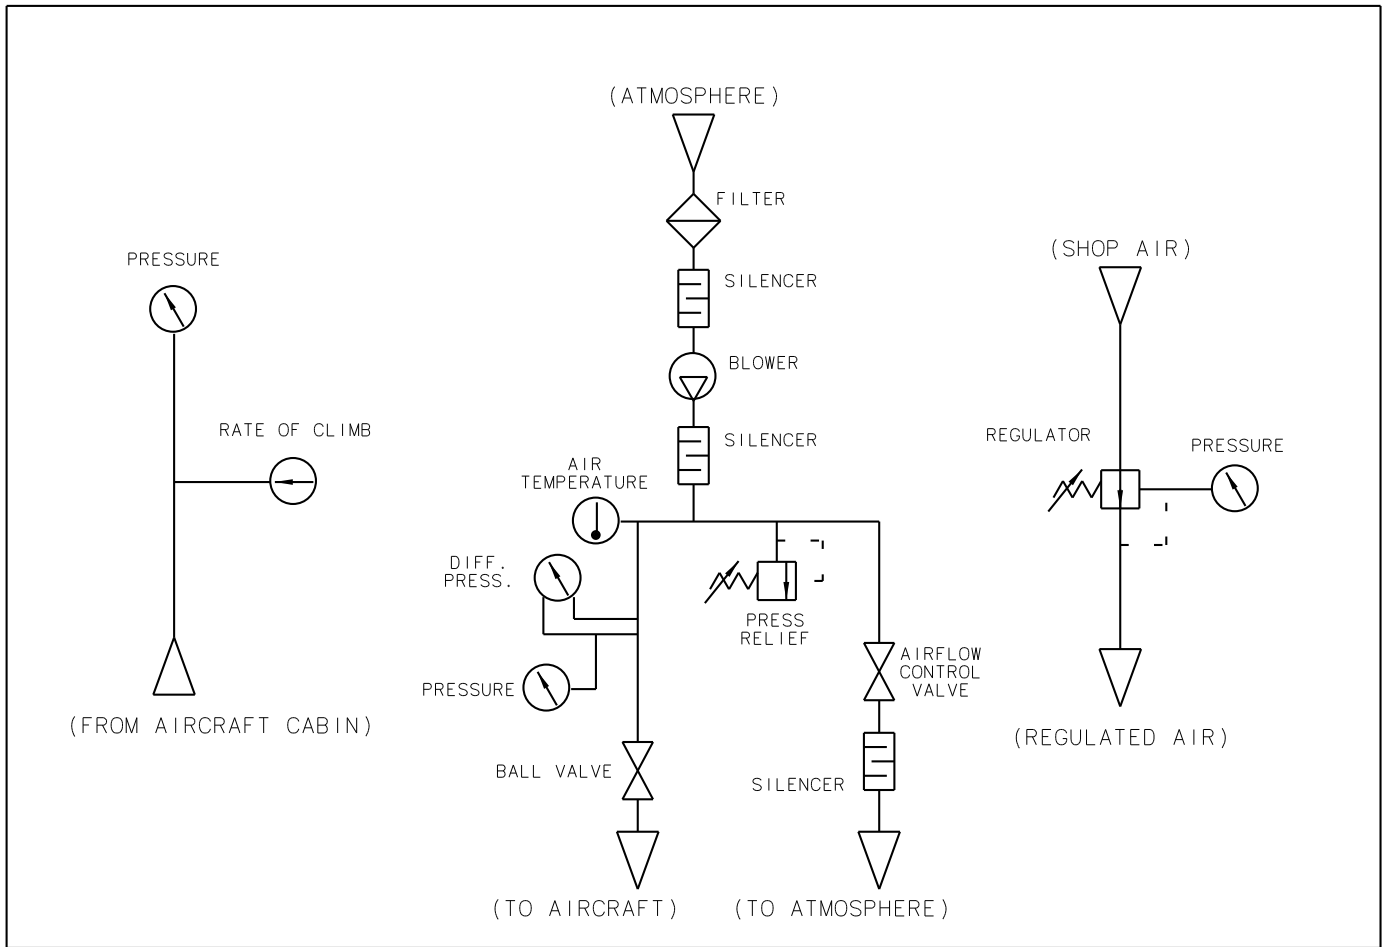 (ATMOSPHERE)
FILTER
SILENCER
BLOWER
SILENCER
AIR
TEMPERATURE
DIFF.
PRESS.
PRESSURE
BALL VALVE
(TO AIRCRAFT)
PRESS
RELIEF
AIRFLOW
CONTROL
VALVE
SILENCER
(TO ATMOSPHERE)
PRESSURE
RATE OF CLIMB
(FROM AIRCRAFT CABIN)
(SHOP AIR)
REGULATOR
PRESSURE
(REGULATED AIR)